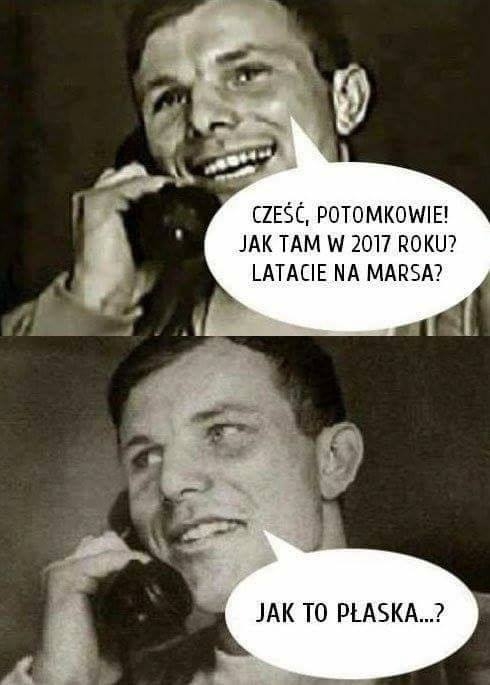 CZEŚĆ, POTOMKOWIE!
JAK TAM W 2017 ROKU?
LATACIE NA MARSA?
JAK TO PŁASKA...?